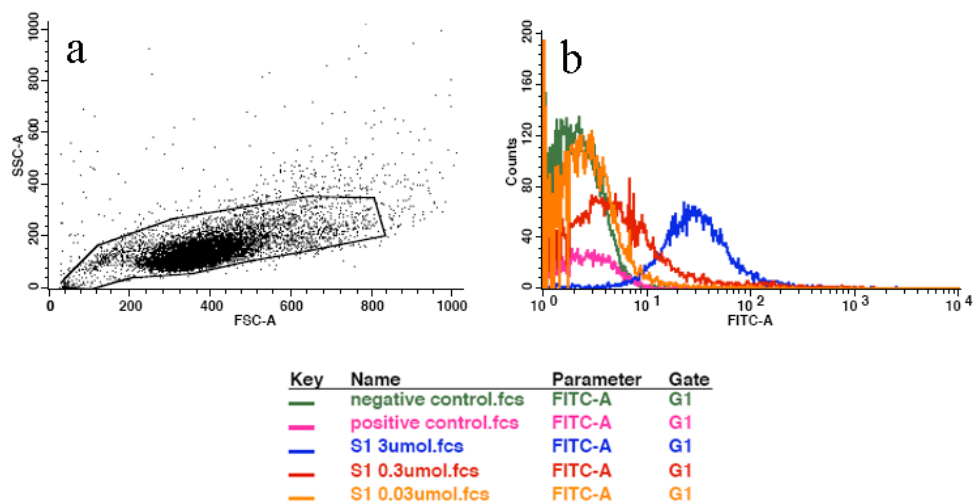 a
1000
800
600
400
200
0
SSC-A
0 200 400 600 800 1000
FSC-A
b
200
160
120
80
40
0
Counts
10^0 10^1 10^2 10^3 10^4
FITC-A
Key Name Parameter Gate
negative control.fcs FITC-A G1
positive control.fcs FITC-A G1
S1 3umol.fcs FITC-A G1
S1 0.3umol.fcs FITC-A G1
S1 0.03umol.fcs FITC-A G1